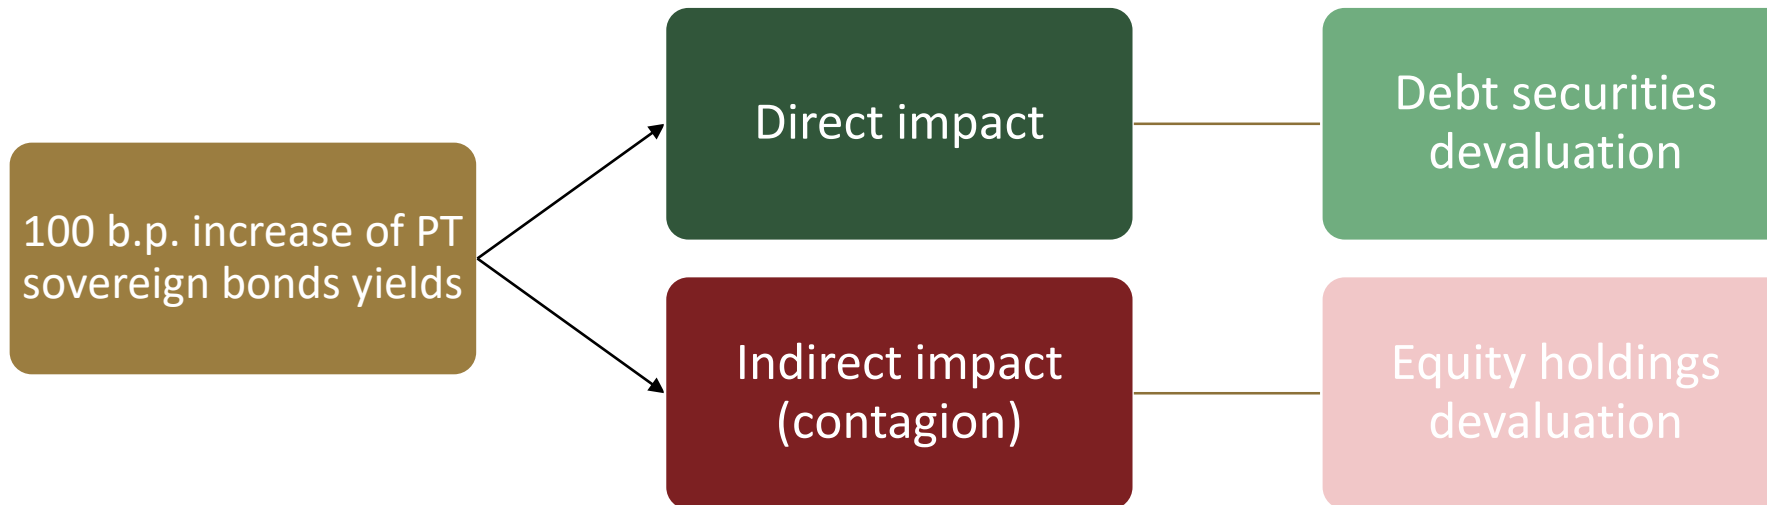 100 b.p. increase of PT
sovereign bonds yields
Direct impact
Debt securities
devaluation
Indirect impact
(contagion)
Equity holdings
devaluation